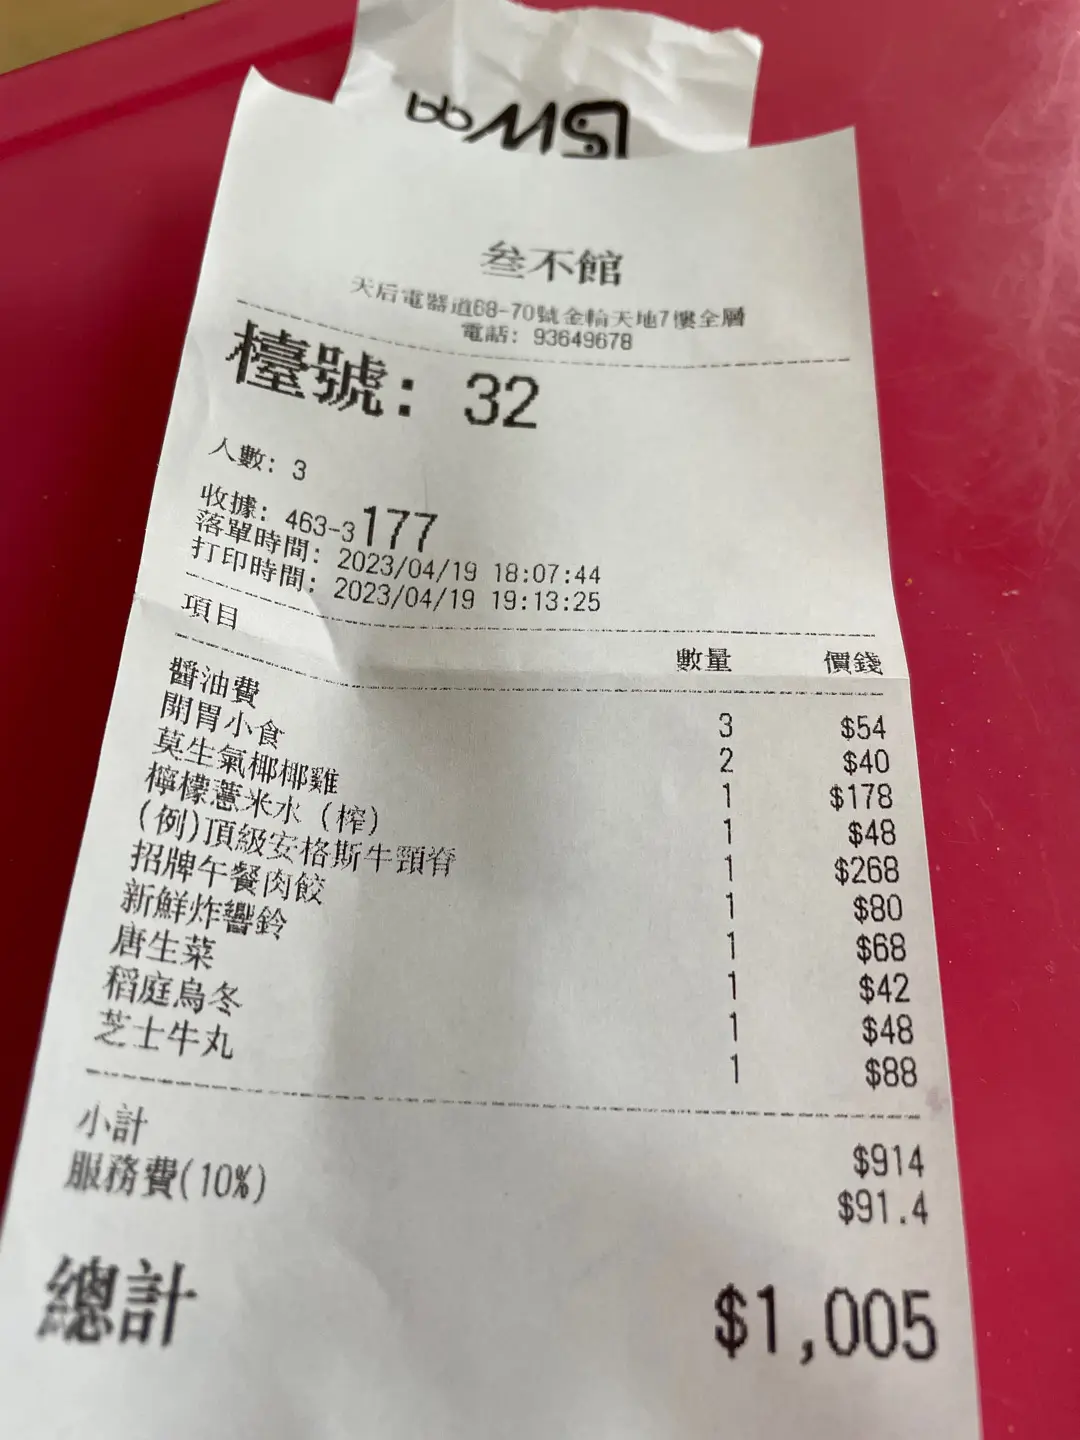 叁不館
天后電器道68-70號金輪天地7樓全層
電話: 93649678
檯號: 32
人數: 3
收據: 463-3177
落單時間: 2023/04/19 18:07:44
打印時間: 2023/04/19 19:13:25
項目 數量 價錢
醬油費 3 $54
開胃小食 2 $40
莫生氣椰椰雞 1 $178
檸檬薏米水 (榨) 1 $48
(例)頂級安格斯牛頸脊 1 $268
招牌午餐肉餃 1 $80
新鮮炸響鈴 1 $68
唐生菜 1 $42
稻庭烏冬 1 $48
芝士牛丸 1 $88
小計 $914
服務費(10%) $91.4
總計 $1,005